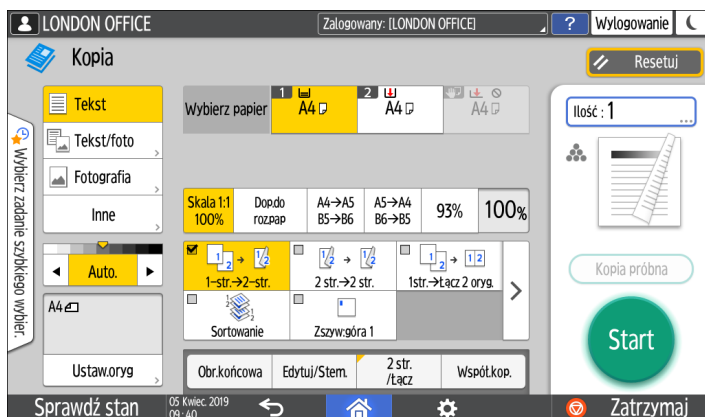 LONDON OFFICE
Zalogowany: [LONDON OFFICE]
?
Wylogowanie
Kopia
Resetuj
Wybierz zadanie szybkiego wybier.
Tekst
Tekst/foto
Fotografia
Inne
Auto.
A4
Ustaw.oryg
Wybierz papier
1
A4
2
A4
A4
Skala 1:1
100%
Dop.do
roz.pap
A4→A5
B5→B6
A5→A4
B6→B5
93%
100%
1-str.→2-str.
2 str.→2 str.
1str.→Łącz 2 oryg.
Sortowanie
Zszyw:góra 1
Obr.końcowa
Edytuj/Stem.
2 str.
/Łącz
Współ.kop.
Ilość : 1
...
Kopia próbna
Start
Sprawdź stan
05 Kwiec. 2019
09:40
Zatrzymaj